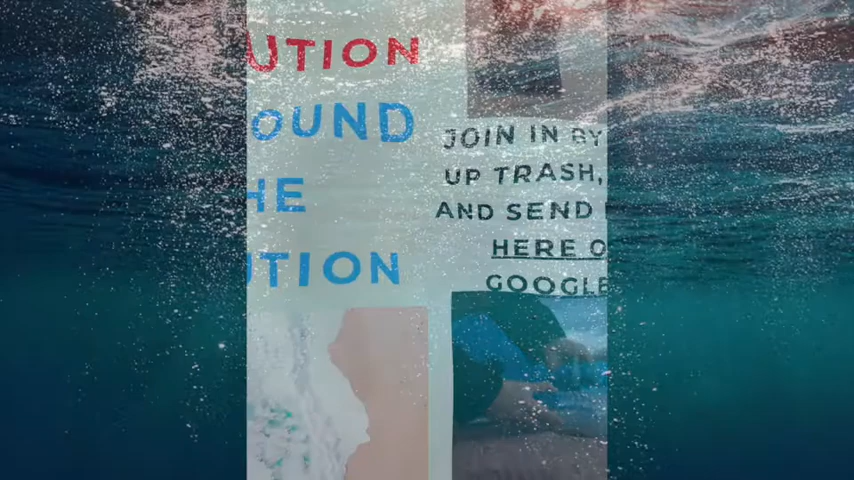 UTION
OUND
HE
UTION
JOIN IN BY
UP TRASH,
AND SEND
HERE O
GOOGLE